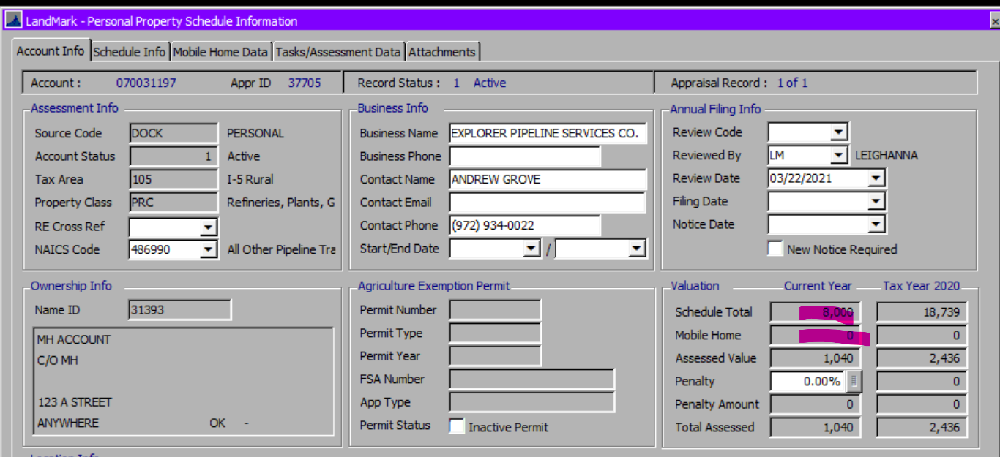 LandMark - Personal Property Schedule Information
Account Info Schedule Info Mobile Home Data Tasks/Assessment Data Attachments
Account : 070031197 Appr ID 37705 Record Status : 1 Active Appraisal Record : 1 of 1
Assessment Info
Source Code DOCK PERSONAL
Account Status 1 Active
Tax Area 105 I-5 Rural
Property Class PRC Refineries, Plants, G
RE Cross Ref
NAICS Code 486990 All Other Pipeline Tra
Business Info
Business Name EXPLORER PIPELINE SERVICES CO.
Business Phone
Contact Name ANDREW GROVE
Contact Email
Contact Phone (972) 934-0022
Start/End Date /
Annual Filing Info
Review Code
Reviewed By LM LEIGHANNA
Review Date 03/22/2021
Filing Date
Notice Date
New Notice Required
Ownership Info
Name ID 31393
MH ACCOUNT
C/O MH
123 A STREET
ANYWHERE OK -
Agriculture Exemption Permit
Permit Number
Permit Type
Permit Year
FSA Number
App Type
Permit Status Inactive Permit
Valuation Current Year Tax Year 2020
Schedule Total 8,000 18,739
Mobile Home 0 0
Assessed Value 1,040 2,436
Penalty 0.00% 0
Penalty Amount 0 0
Total Assessed 1,040 2,436